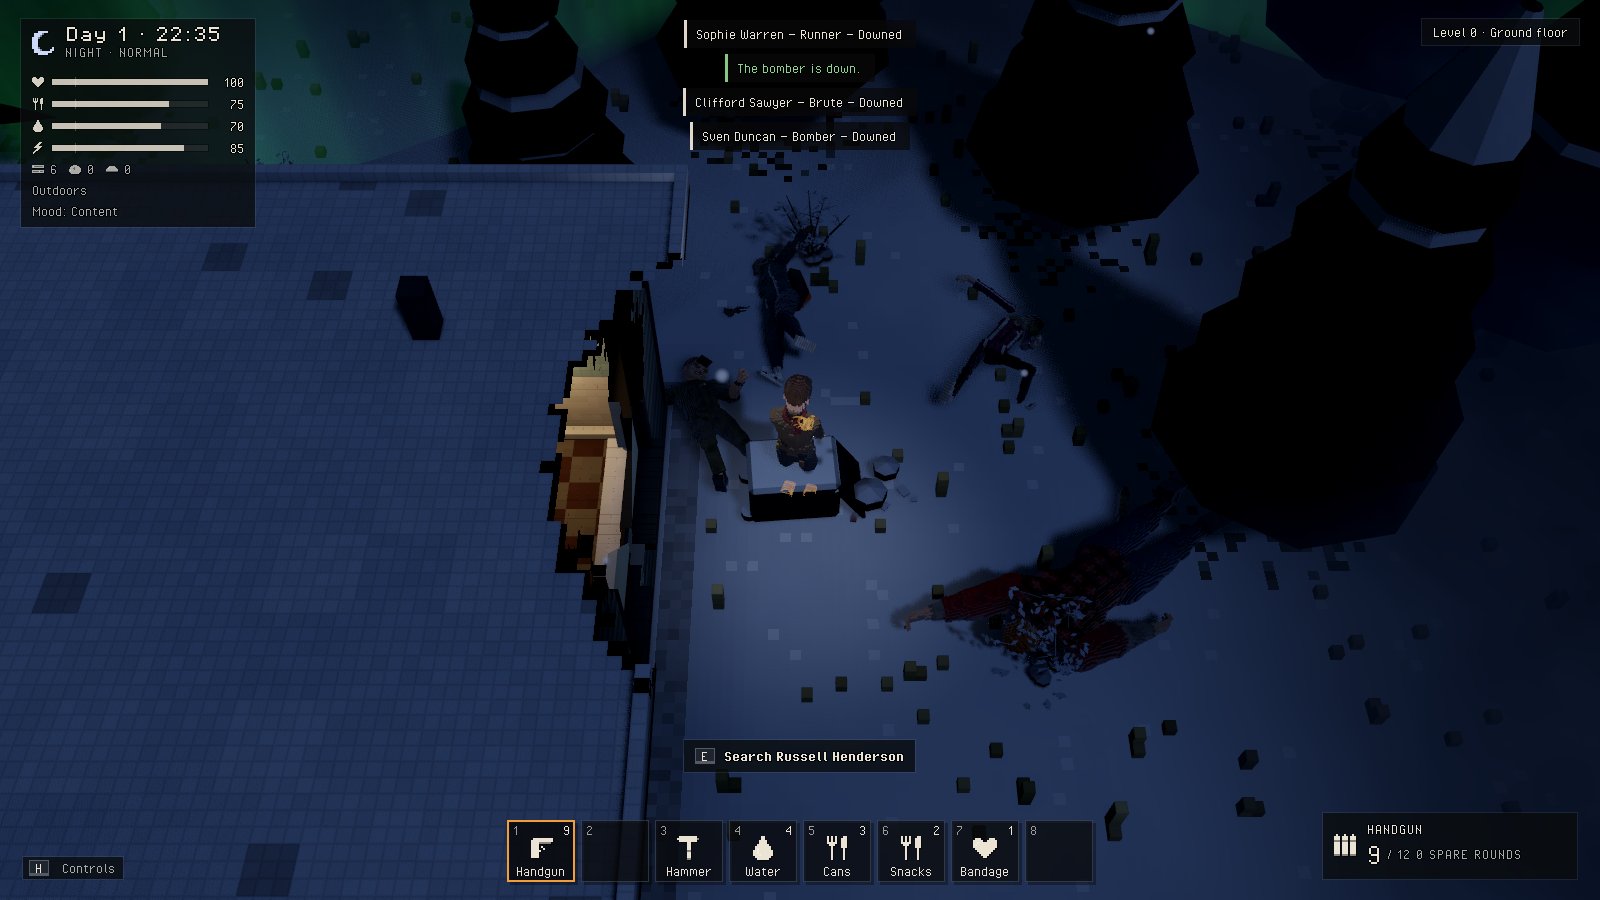 Day 1 · 22:35
NIGHT · NORMAL
100
75
70
85
6 0 0
Outdoors
Mood: Content
Sophie Warren – Runner – Downed
The bomber is down.
Clifford Sawyer – Brute – Downed
Sven Duncan – Bomber – Downed
Level 0 · Ground floor
E Search Russell Henderson
H Controls
1 9 Handgun
2
3 Hammer
4 4 Water
5 3 Cans
6 2 Snacks
7 1 Bandage
8
HANDGUN
9 / 12 0 SPARE ROUNDS